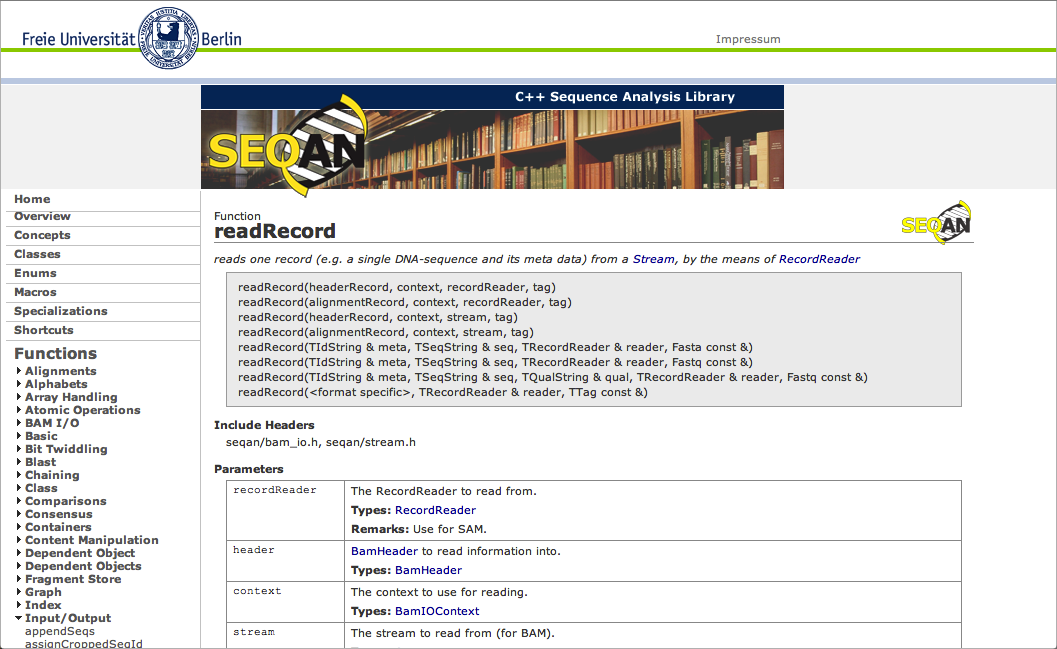 Freie Universität Berlin
Impressum
C++ Sequence Analysis Library
SEQAN
Home
Overview
Concepts
Classes
Enums
Macros
Specializations
Shortcuts
Functions
Alignments
Alphabets
Array Handling
Atomic Operations
BAM I/O
Basic
Bit Twiddling
Blast
Chaining
Class
Comparisons
Consensus
Containers
Content Manipulation
Dependent Object
Dependent Objects
Fragment Store
Graph
Index
Input/Output
appendSeqs
assignCroppedSeqId
Function
readRecord
SEQAN
reads one record (e.g. a single DNA-sequence and its meta data) from a Stream, by the means of RecordReader
readRecord(headerRecord, context, recordReader, tag)
readRecord(alignmentRecord, context, recordReader, tag)
readRecord(headerRecord, context, stream, tag)
readRecord(alignmentRecord, context, stream, tag)
readRecord(TIdString & meta, TSeqString & seq, TRecordReader & reader, Fasta const &)
readRecord(TIdString & meta, TSeqString & seq, TRecordReader & reader, Fasta const &)
readRecord(TIdString & meta, TSeqString & seq, TQualString & qual, TRecordReader & reader, Fastq const &)
readRecord(<format specific>, TRecordReader & reader, TTag const &)
Include Headers
seqan/bam_io.h, seqan/stream.h
Parameters
recordReader
The RecordReader to read from.
Types: RecordReader
Remarks: Use for SAM.
header
BamHeader to read information into.
Types: BamHeader
context
The context to use for reading.
Types: BamIOContext
stream
The stream to read from (for BAM).